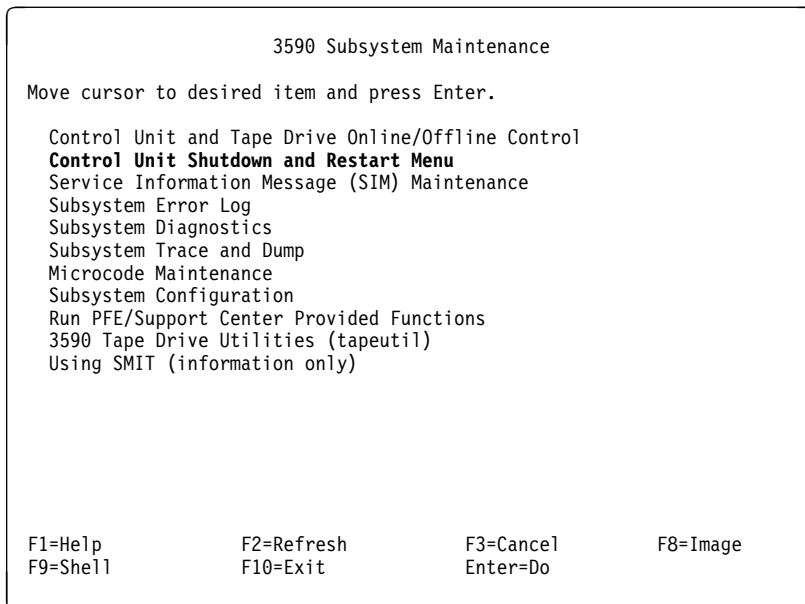 3590 Subsystem Maintenance
Move cursor to desired item and press Enter.
Control Unit and Tape Drive Online/Offline Control
Control Unit Shutdown and Restart Menu
Service Information Message (SIM) Maintenance
Subsystem Error Log
Subsystem Diagnostics
Subsystem Trace and Dump
Microcode Maintenance
Subsystem Configuration
Run PFE/Support Center Provided Functions
3590 Tape Drive Utilities (tapeutil)
Using SMIT (information only)
F1=Help F2=Refresh F3=Cancel F8=Image
F9=Shell F10=Exit Enter=Do